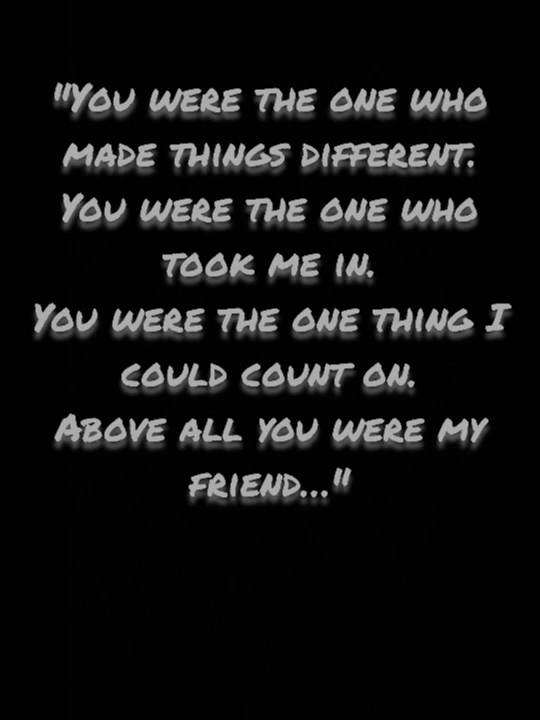 "You were the one who
made things different.
You were the one who
took me in.
You were the one thing I
could count on.
Above all you were my
friend..."